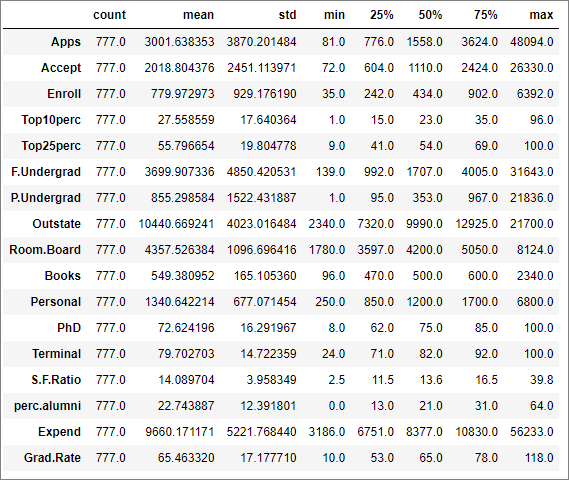 count mean std min 25% 50% 75% max
Apps 777.0 3001.638353 3870.201484 81.0 776.0 1558.0 3624.0 48094.0
Accept 777.0 2018.804376 2451.113971 72.0 604.0 1110.0 2424.0 26330.0
Enroll 777.0 779.972973 929.176190 35.0 242.0 434.0 902.0 6392.0
Top10perc 777.0 27.558559 17.640364 1.0 15.0 23.0 35.0 96.0
Top25perc 777.0 55.796654 19.804778 9.0 41.0 54.0 69.0 100.0
F.Undergrad 777.0 3699.907336 4850.420531 139.0 992.0 1707.0 4005.0 31643.0
P.Undergrad 777.0 855.298584 1522.431887 1.0 95.0 353.0 967.0 21836.0
Outstate 777.0 10440.669241 4023.016484 2340.0 7320.0 9990.0 12925.0 21700.0
Room.Board 777.0 4357.526384 1096.696416 1780.0 3597.0 4200.0 5050.0 8124.0
Books 777.0 549.380952 165.105360 96.0 470.0 500.0 600.0 2340.0
Personal 777.0 1340.642214 677.071454 250.0 850.0 1200.0 1700.0 6800.0
PhD 777.0 72.624196 16.291967 8.0 62.0 75.0 85.0 100.0
Terminal 777.0 79.702703 14.722359 24.0 71.0 82.0 92.0 100.0
S.F.Ratio 777.0 14.089704 3.958349 2.5 11.5 13.6 16.5 39.8
perc.alumni 777.0 22.743887 12.391801 0.0 13.0 21.0 31.0 64.0
Expend 777.0 9660.171171 5221.768440 3186.0 6751.0 8377.0 10830.0 56233.0
Grad.Rate 777.0 65.463320 17.177710 10.0 53.0 65.0 78.0 118.0